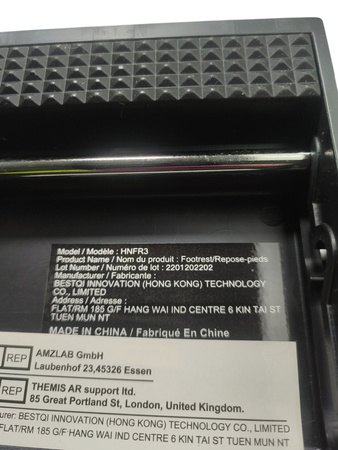 Model / Modèle : HNFR3
Product Name / Nom du produit : Footrest/Repose-pieds
Lot Number / Numéro de lot : 2201202202
Manufacturer / Fabricante :
BESTQI INNOVATION (HONG KONG) TECHNOLOGY
CO., LIMITED
Address / Adresse :
FLAT/RM 185 G/F HANG WAI IND CENTRE 6 KIN TAI ST
TUEN MUN NT
MADE IN CHINA / Fabriqué En Chine
REP AMZLAB GmbH
Laubenhof 23,45326 Essen
REP THEMIS AR support ltd.
85 Great Portland St, London, United Kingdom.
urer: BESTQI INNOVATION (HONG KONG) TECHNOLOGY CO., LIMITED
FLAT/RM 185 G/F HANG WAI IND CENTRE 6 KIN TAI ST TUEN MUN NT